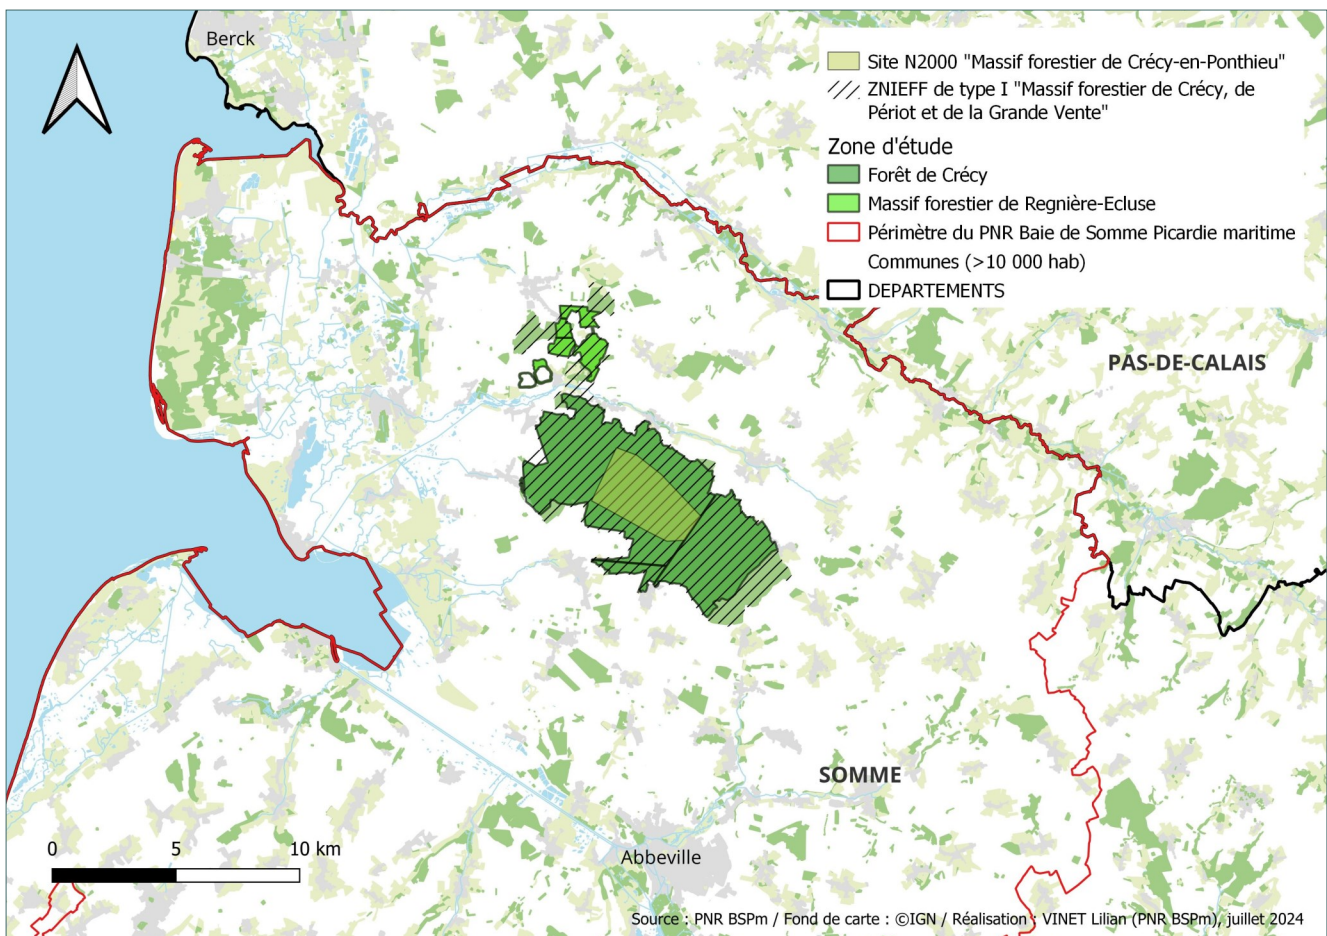 Berck
Site N2000 "Massif forestier de Crécy-en-Ponthieu"
ZNIEFF de type I "Massif forestier de Crécy, de
Périot et de la Grande Vente"
Zone d'étude
Forêt de Crécy
Massif forestier de Regnière-Ecluse
Périmètre du PNR Baie de Somme Picardie maritime
Communes (>10 000 hab)
DEPARTEMENTS
PAS-DE-CALAIS
SOMME
0 5 10 km
Abbeville
Source : PNR BSPm / Fond de carte : ©IGN / Réalisation : VINET Lilian (PNR BSPm), juillet 2024